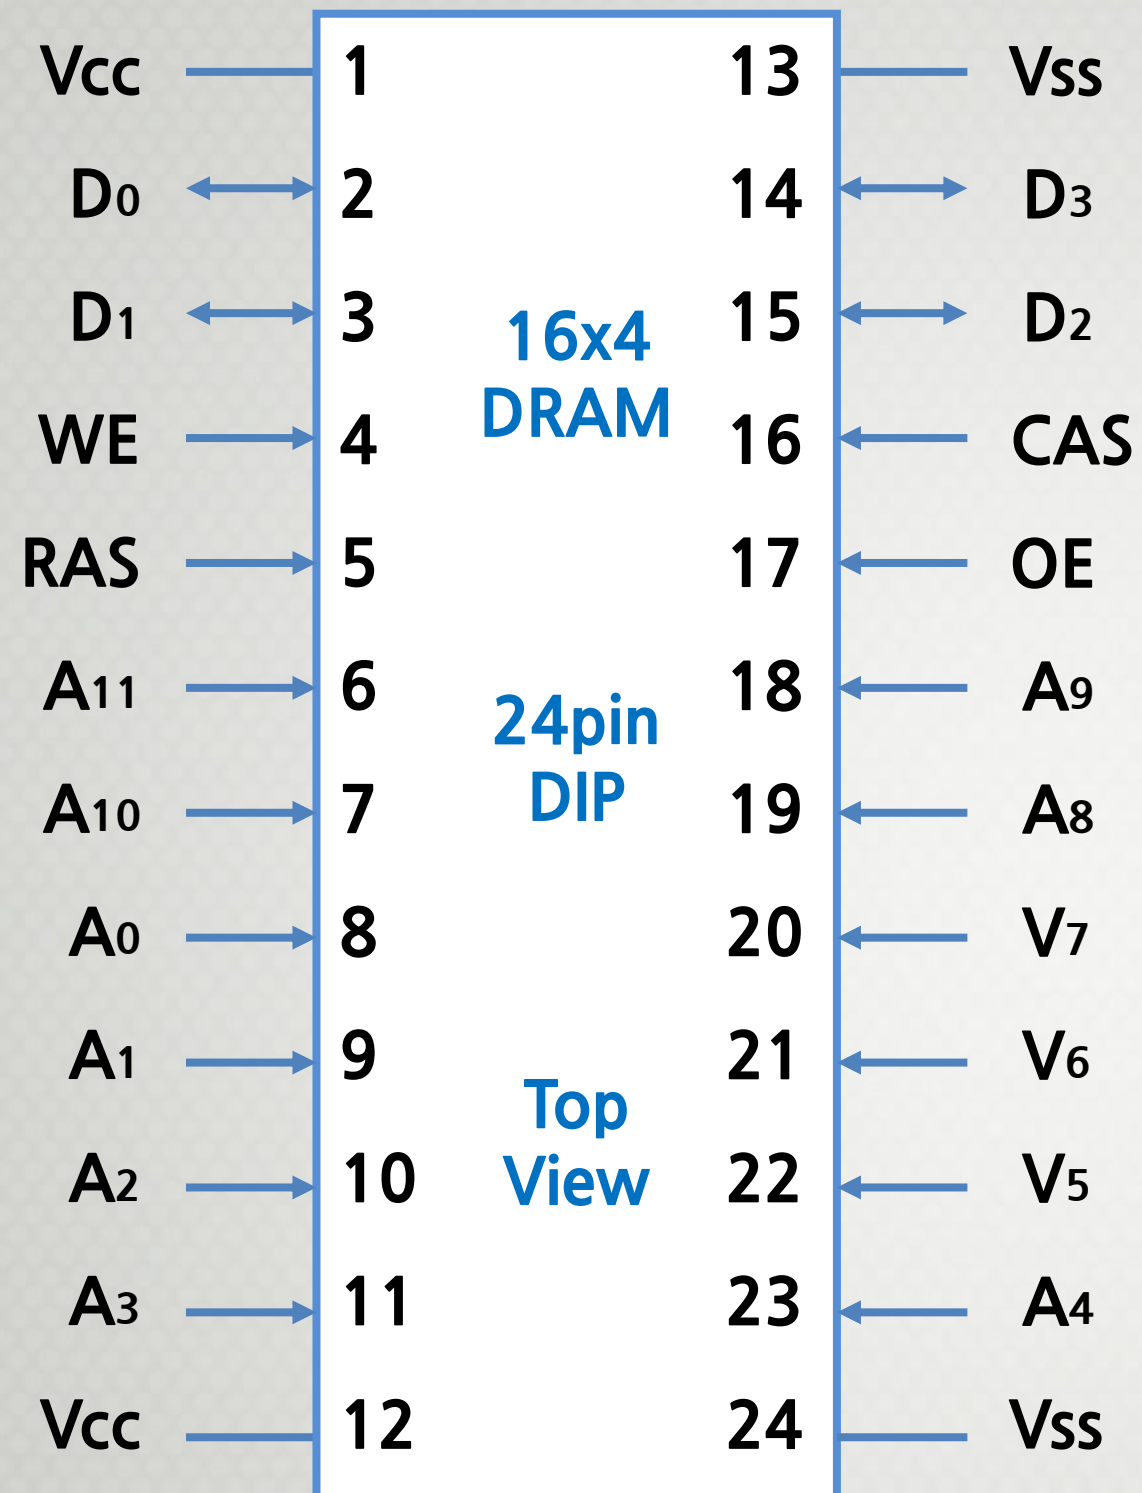 Vcc 1 13 Vss
D0 2 14 D3
D1 3 15 D2
16x4
DRAM
WE 4 16 CAS
RAS 5 17 OE
A11 6 18 A9
24pin
DIP
A10 7 19 A8
A0 8 20 V7
A1 9 21 V6
Top
View
A2 10 22 V5
A3 11 23 A4
Vcc 12 24 Vss